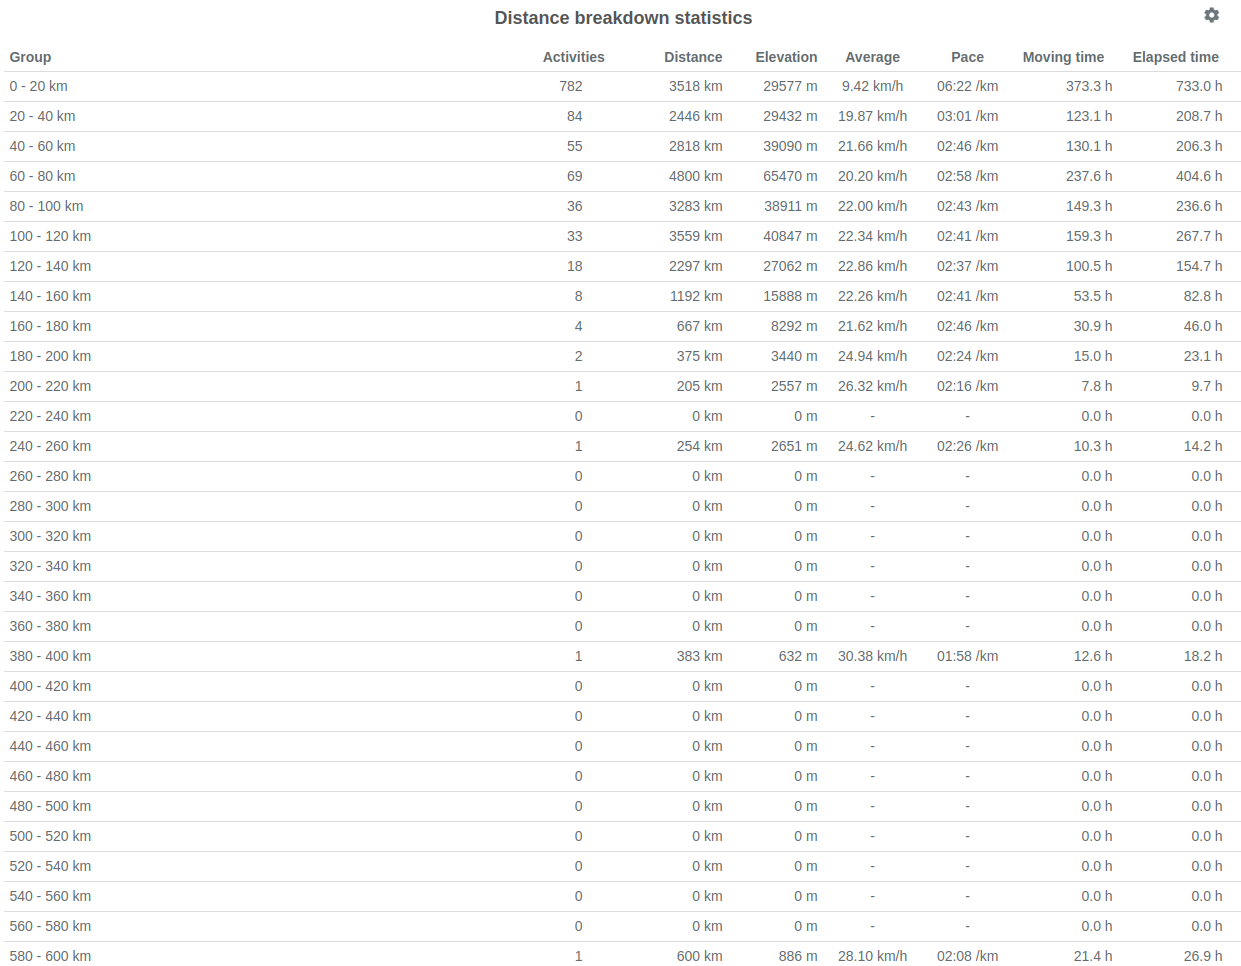 Distance breakdown statistics
Group Activities Distance Elevation Average Pace Moving time Elapsed time
0 - 20 km 782 3518 km 29577 m 9.42 km/h 06:22 /km 373.3 h 733.0 h
20 - 40 km 84 2446 km 29432 m 19.87 km/h 03:01 /km 123.1 h 208.7 h
40 - 60 km 55 2818 km 39090 m 21.66 km/h 02:46 /km 130.1 h 206.3 h
60 - 80 km 69 4800 km 65470 m 20.20 km/h 02:58 /km 237.6 h 404.6 h
80 - 100 km 36 3283 km 38911 m 22.00 km/h 02:43 /km 149.3 h 236.6 h
100 - 120 km 33 3559 km 40847 m 22.34 km/h 02:41 /km 159.3 h 267.7 h
120 - 140 km 18 2297 km 27062 m 22.86 km/h 02:37 /km 100.5 h 154.7 h
140 - 160 km 8 1192 km 15888 m 22.26 km/h 02:41 /km 53.5 h 82.8 h
160 - 180 km 4 667 km 8292 m 21.62 km/h 02:46 /km 30.9 h 46.0 h
180 - 200 km 2 375 km 3440 m 24.94 km/h 02:24 /km 15.0 h 23.1 h
200 - 220 km 1 205 km 2557 m 26.32 km/h 02:16 /km 7.8 h 9.7 h
220 - 240 km 0 0 km 0 m - - 0.0 h 0.0 h
240 - 260 km 1 254 km 2651 m 24.62 km/h 02:26 /km 10.3 h 14.2 h
260 - 280 km 0 0 km 0 m - - 0.0 h 0.0 h
280 - 300 km 0 0 km 0 m - - 0.0 h 0.0 h
300 - 320 km 0 0 km 0 m - - 0.0 h 0.0 h
320 - 340 km 0 0 km 0 m - - 0.0 h 0.0 h
340 - 360 km 0 0 km 0 m - - 0.0 h 0.0 h
360 - 380 km 0 0 km 0 m - - 0.0 h 0.0 h
380 - 400 km 1 383 km 632 m 30.38 km/h 01:58 /km 12.6 h 18.2 h
400 - 420 km 0 0 km 0 m - - 0.0 h 0.0 h
420 - 440 km 0 0 km 0 m - - 0.0 h 0.0 h
440 - 460 km 0 0 km 0 m - - 0.0 h 0.0 h
460 - 480 km 0 0 km 0 m - - 0.0 h 0.0 h
480 - 500 km 0 0 km 0 m - - 0.0 h 0.0 h
500 - 520 km 0 0 km 0 m - - 0.0 h 0.0 h
520 - 540 km 0 0 km 0 m - - 0.0 h 0.0 h
540 - 560 km 0 0 km 0 m - - 0.0 h 0.0 h
560 - 580 km 0 0 km 0 m - - 0.0 h 0.0 h
580 - 600 km 1 600 km 886 m 28.10 km/h 02:08 /km 21.4 h 26.9 h